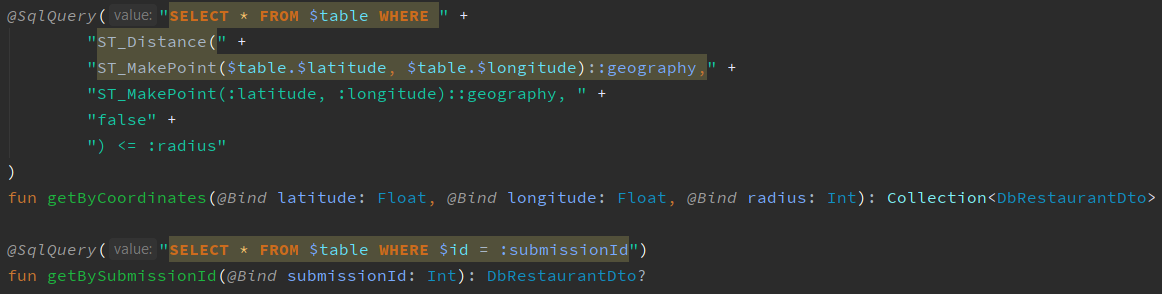 @SqlQuery( value: "SELECT * FROM $table WHERE " +
"ST_Distance(" +
"ST_MakePoint($table.$latitude, $table.$longitude)::geography," +
"ST_MakePoint(:latitude, :longitude)::geography, " +
"false" +
") <= :radius"
)
fun getByCoordinates(@Bind latitude: Float, @Bind longitude: Float, @Bind radius: Int): Collection<DbRestaurantDto>
@SqlQuery( value: "SELECT * FROM $table WHERE $id = :submissionId")
fun getBySubmissionId(@Bind submissionId: Int): DbRestaurantDto?